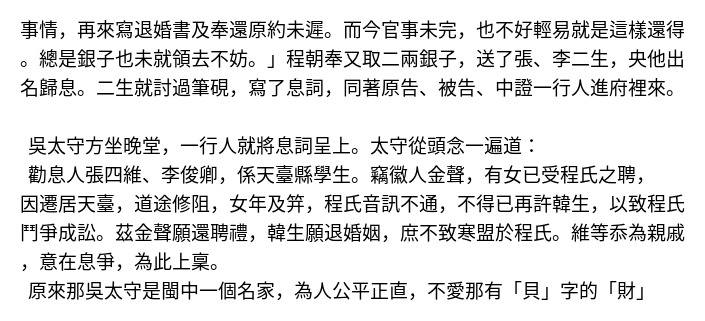 事情，再來寫退婚書及奉還原約未遲。而今官事未完，也不好輕易就是這樣還得
。總是銀子也未就領去不妨。」程朝奉又取二兩銀子，送了張、李二生，央他出
名歸息。二生就討過筆硯，寫了息詞，同著原告、被告、中證一行人進府裡來。
吳太守方坐晚堂，一行人就將息詞呈上。太守從頭念一遍道：
勸息人張四維、李俊卿，係天臺縣學生。竊徽人金聲，有女已受程氏之聘，
因遷居天臺，道途修阻，女年及笄，程氏音訊不通，不得已再許韓生，以致程氏
鬥爭成訟。茲金聲願還聘禮，韓生願退婚姻，庶不致寒盟於程氏。維等忝為親戚
，意在息爭，為此上稟。
原來那吳太守是閩中一個名家，為人公平正直，不愛那有「貝」字的「財」